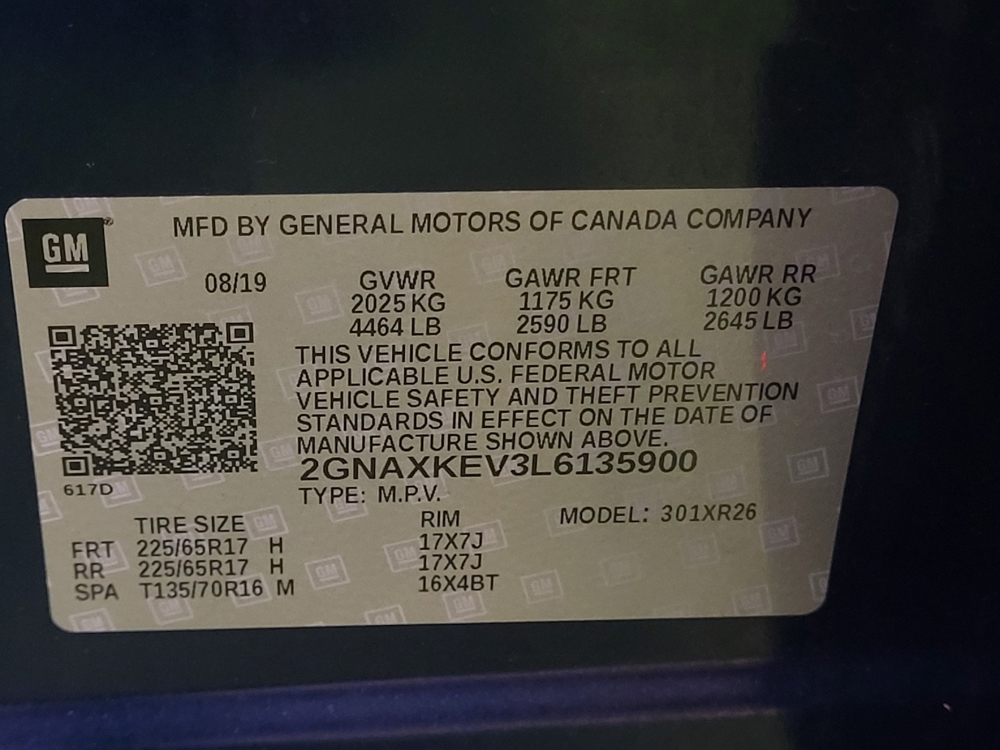 GM
MFD BY GENERAL MOTORS OF CANADA COMPANY
08/19 GVWR GAWR FRT GAWR RR
2025 KG 1175 KG 1200 KG
4464 LB 2590 LB 2645 LB
THIS VEHICLE CONFORMS TO ALL
APPLICABLE U.S. FEDERAL MOTOR
VEHICLE SAFETY AND THEFT PREVENTION
STANDARDS IN EFFECT ON THE DATE OF
MANUFACTURE SHOWN ABOVE.
2GNAXKEV3L6135900
617D
TYPE: M.P.V.
TIRE SIZE RIM MODEL: 301XR26
FRT 225/65R17 H 17X7J
RR 225/65R17 H 17X7J
SPA T135/70R16 M 16X4BT